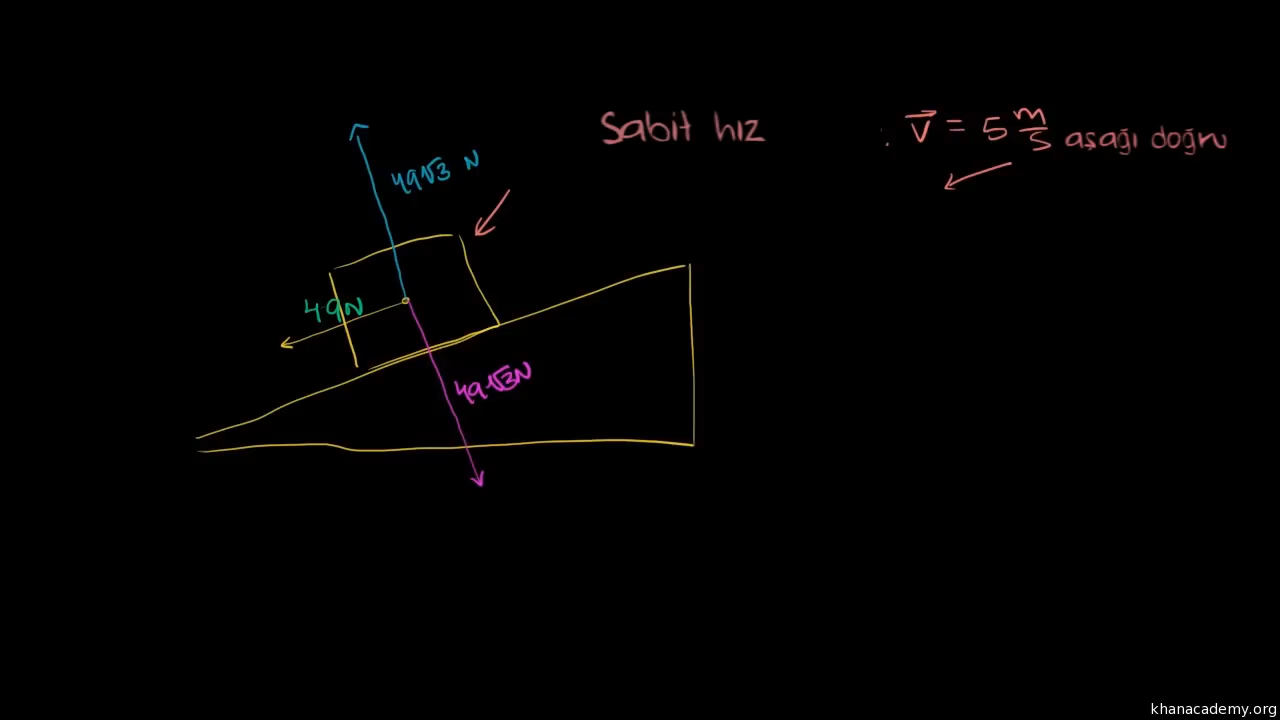 Sabit hız
v = 5 m/s aşağı doğru
49√3 N
49N
49√3N
khanacademy.org